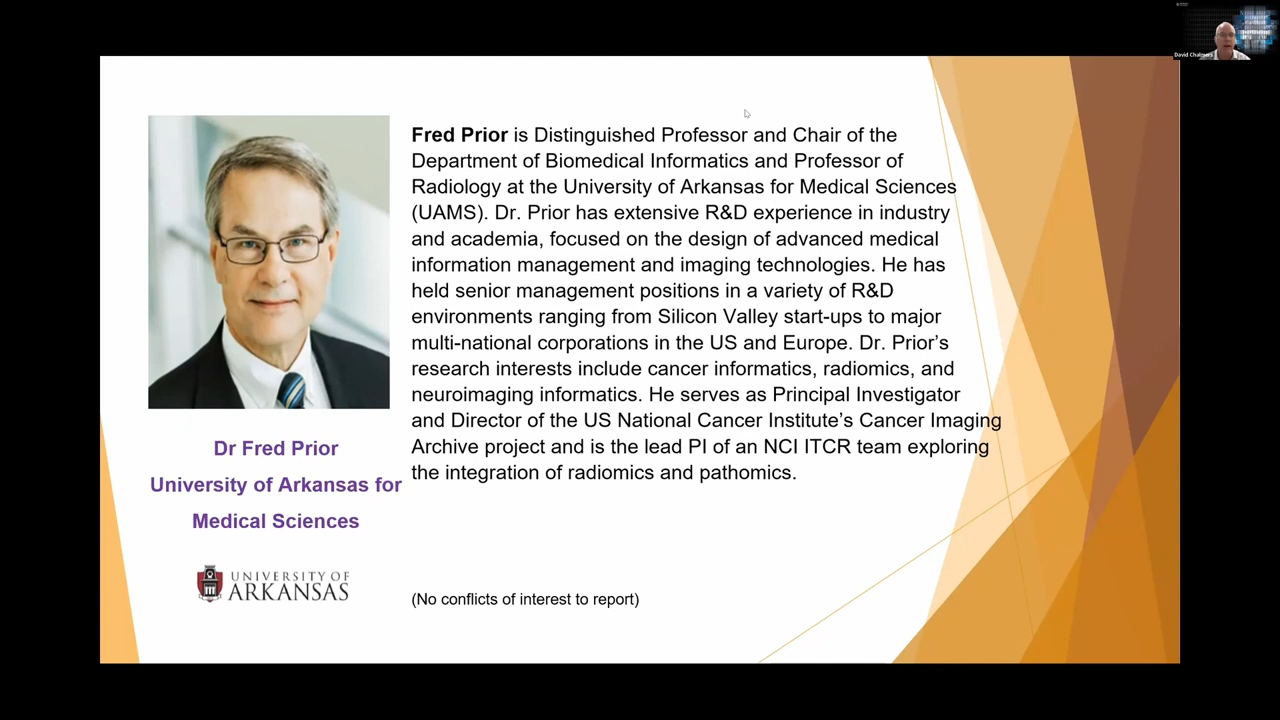 David Chalmers
Fred Prior is Distinguished Professor and Chair of the
Department of Biomedical Informatics and Professor of
Radiology at the University of Arkansas for Medical Sciences
(UAMS). Dr. Prior has extensive R&D experience in industry
and academia, focused on the design of advanced medical
information management and imaging technologies. He has
held senior management positions in a variety of R&D
environments ranging from Silicon Valley start-ups to major
multi-national corporations in the US and Europe. Dr. Prior’s
research interests include cancer informatics, radiomics, and
neuroimaging informatics. He serves as Principal Investigator
and Director of the US National Cancer Institute’s Cancer Imaging
Archive project and is the lead PI of an NCI ITCR team exploring
the integration of radiomics and pathomics.
Dr Fred Prior
University of Arkansas for
Medical Sciences
UNIVERSITY OF
ARKANSAS
(No conflicts of interest to report)